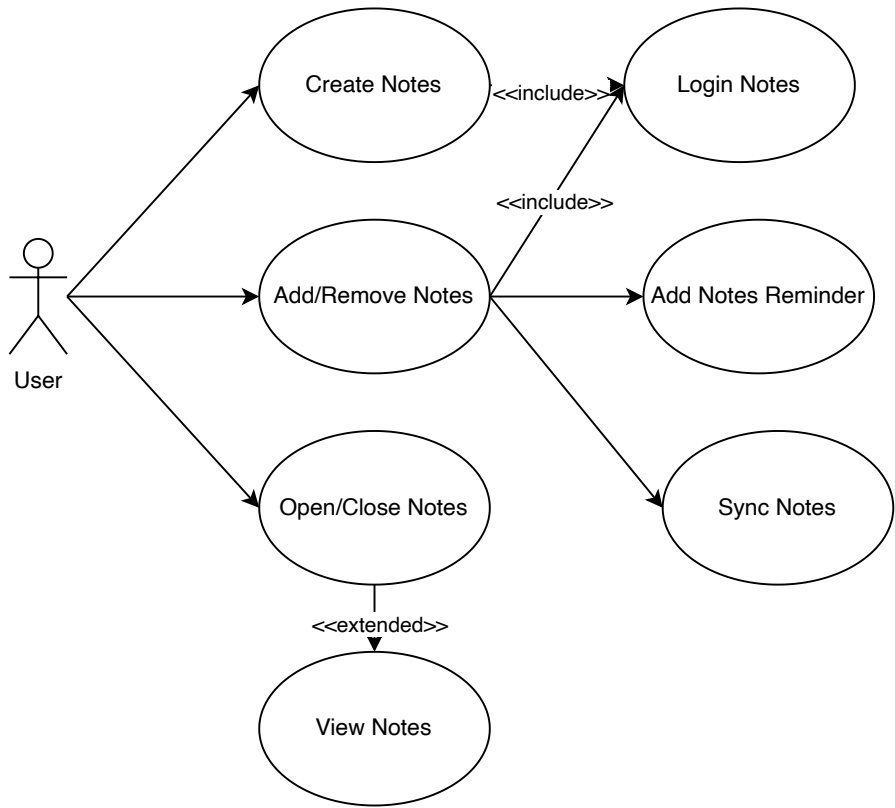 Create Notes
<<include>>
Login Notes
<<include>>
Add/Remove Notes
Add Notes Reminder
User
Open/Close Notes
Sync Notes
<<extended>>
View Notes